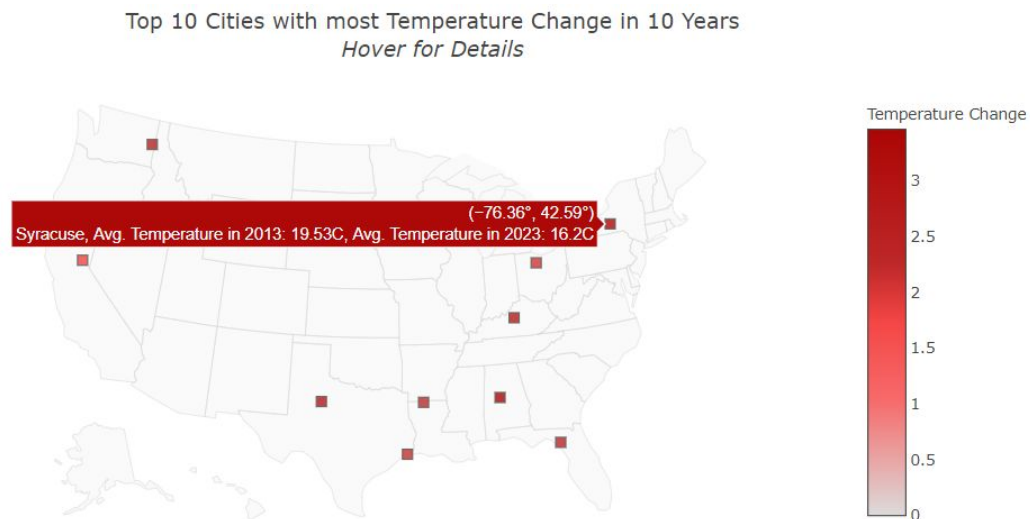 Top 10 Cities with most Temperature Change in 10 Years
Hover for Details
Temperature Change
3
2.5
2
1.5
1
0.5
0
(−76.36°, 42.59°)
Syracuse, Avg. Temperature in 2013: 19.53C, Avg. Temperature in 2023: 16.2C